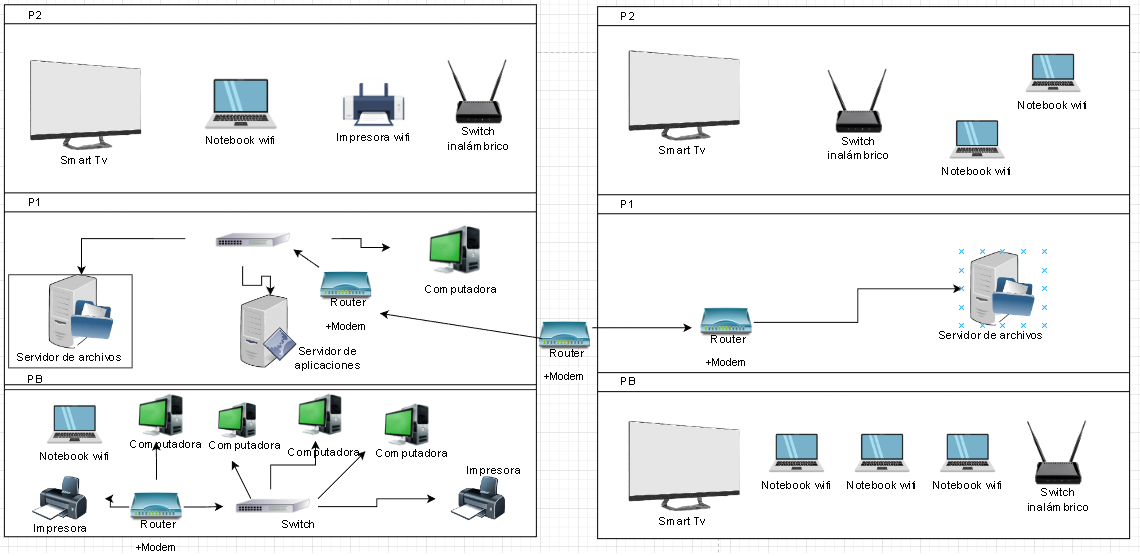 P2
Smart Tv
Notebook wifi
Impresora wifi
Switch
inalámbrico
P1
Servidor de archivos
Servidor de
aplicaciones
Router
+Modem
Computadora
PB
Notebook wifi
Computadora
Computadora
Computadora
Computadora
Impresora
Impresora
Router
+Modem
Switch
Router
+Modem
P2
Smart Tv
Switch
inalámbrico
Notebook wifi
Notebook wifi
P1
Router
+Modem
Servidor de archivos
PB
Smart Tv
Notebook wifi
Notebook wifi
Notebook wifi
Switch
inalámbrico